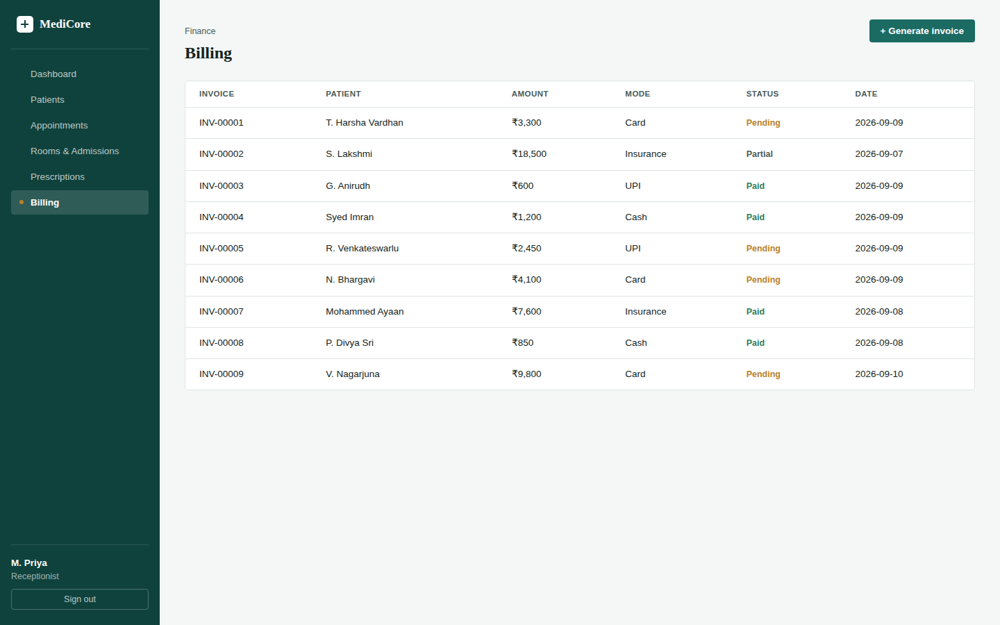 MediCore
Dashboard
Patients
Appointments
Rooms & Admissions
Prescriptions
Billing
M. Priya
Receptionist
Sign out
Finance
Billing
+ Generate invoice
INVOICE PATIENT AMOUNT MODE STATUS DATE
INV-00001 T. Harsha Vardhan ₹3,300 Card Pending 2026-09-09
INV-00002 S. Lakshmi ₹18,500 Insurance Partial 2026-09-07
INV-00003 G. Anirudh ₹600 UPI Paid 2026-09-09
INV-00004 Syed Imran ₹1,200 Cash Paid 2026-09-09
INV-00005 R. Venkateswarlu ₹2,450 UPI Pending 2026-09-09
INV-00006 N. Bhargavi ₹4,100 Card Pending 2026-09-09
INV-00007 Mohammed Ayaan ₹7,600 Insurance Paid 2026-09-08
INV-00008 P. Divya Sri ₹850 Cash Paid 2026-09-08
INV-00009 V. Nagarjuna ₹9,800 Card Pending 2026-09-10